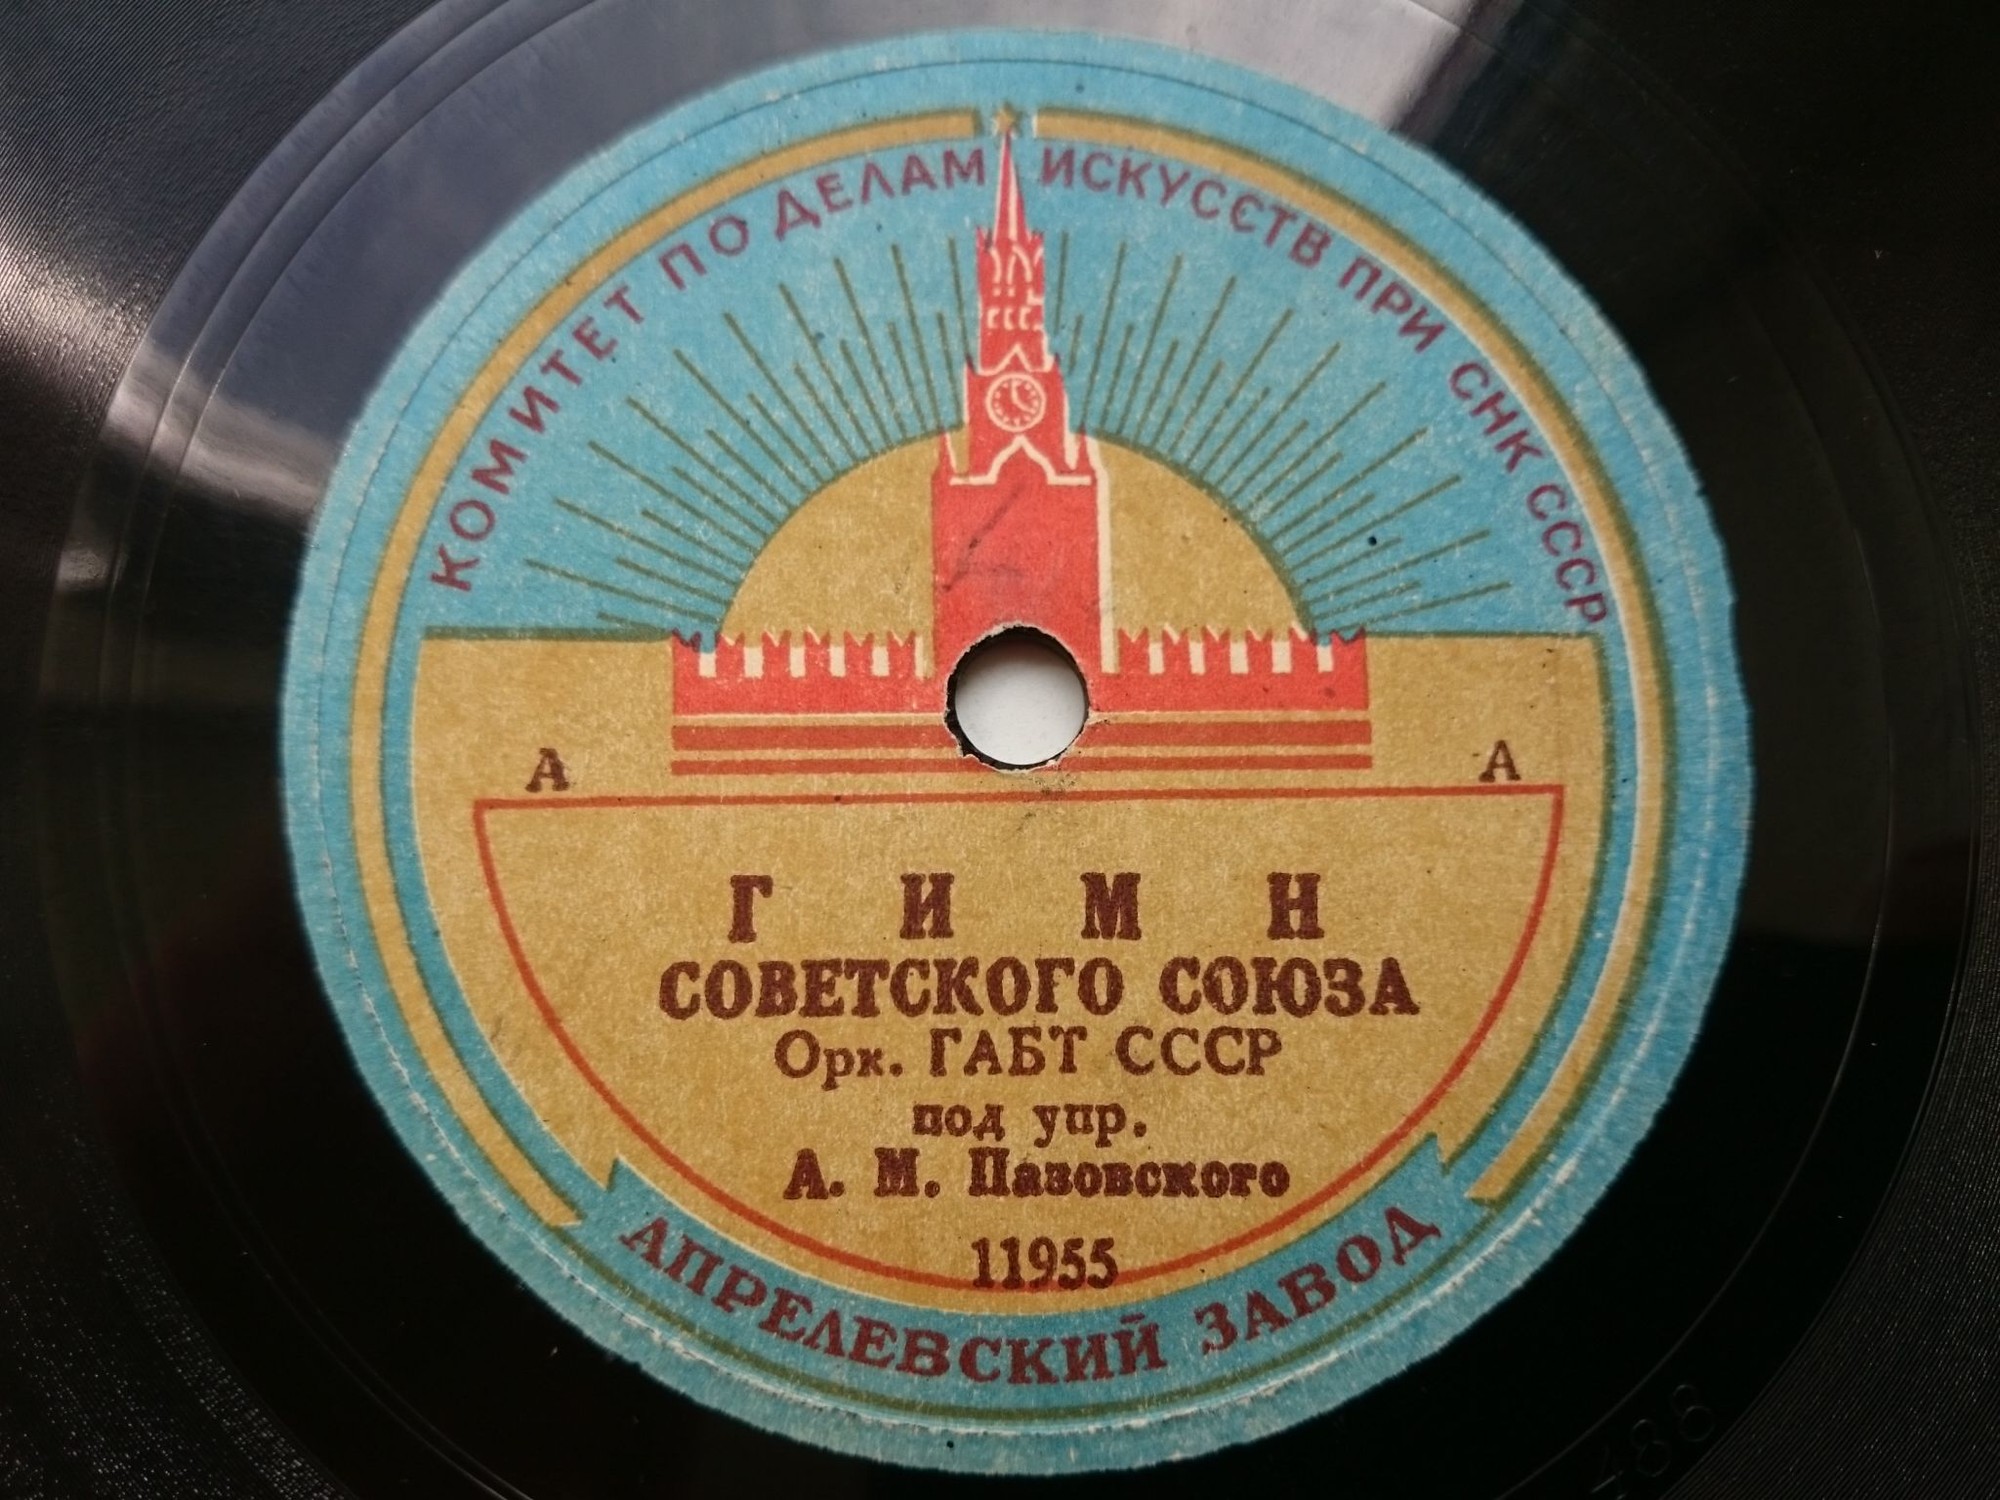 КОМИТЕТ ПО ДЕЛАМ ИСКУССТВ ПРИ СНК СССР
А А
ГИМН
СОВЕТСКОГО СОЮЗА
Орк. ГАБТ СССР
под упр.
А. М. Пазовского
11955
АПРЕЛЕВСКИЙ ЗАВОД